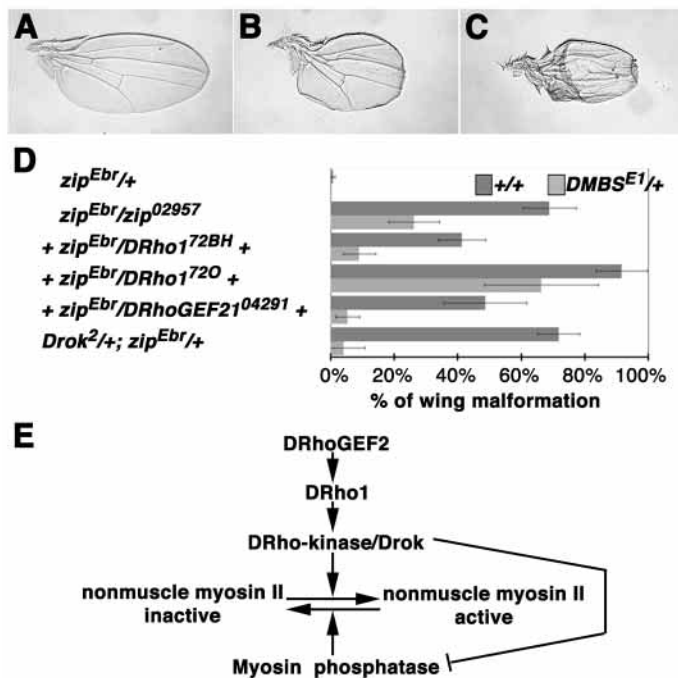 A
B
C
D
zip^Ebr/+
zip^Ebr/zip^02957
+ zip^Ebr/DRho1^72BH +
+ zip^Ebr/DRho1^72O +
+ zip^Ebr/DRhoGEF21^04291 +
Drok^2/+; zip^Ebr/+
+/+
DMBS^E1/+
0% 20% 40% 60% 80% 100%
% of wing malformation
E
DRhoGEF2
DRho1
DRho-kinase/Drok
nonmuscle myosin II nonmuscle myosin II
inactive active
Myosin phosphatase